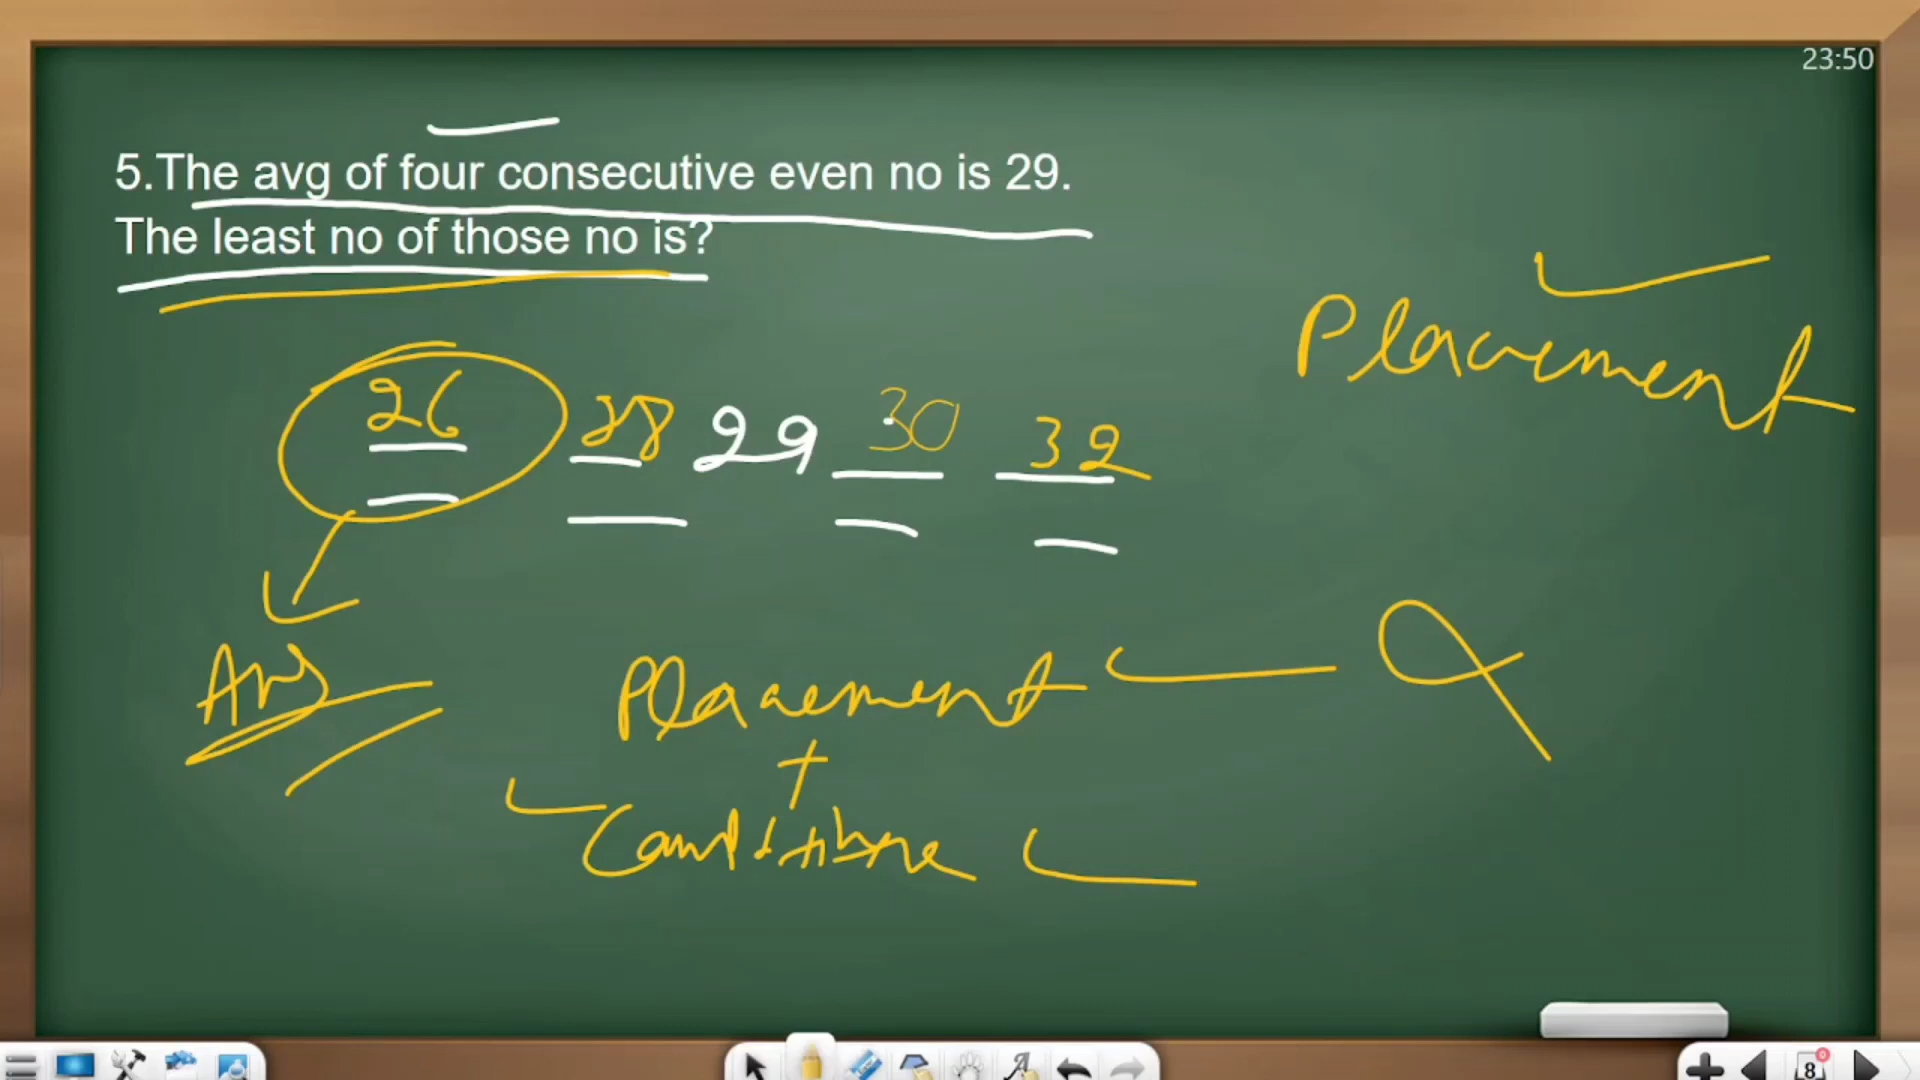 23:50
5.The avg of four consecutive even no is 29.
The least no of those no is?
Placement
26 28 29 30 32
Ans
Placement
+
8